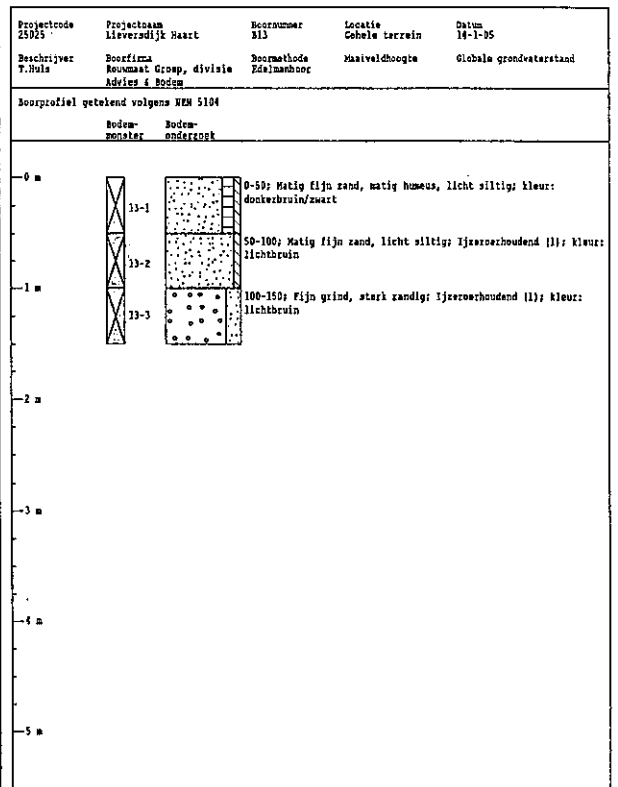 Projectcode Projectnaam Boornummer Locatie Datum
25025 Lieversdijk Haart B13 Gehele terrein 14-1-05
Beschrijver Boorfirma Boormethode Maaiveldhoogte Globale grondwaterstand
T.Huls Rouwmaat Groep, divisie Edelmanboor
Advies & Bodem
Boorprofiel getekend volgens NEN 5104
Bodem- Bodem-
monster onderzoek
0 m
0-50; Matig fijn zand, matig humeus, licht siltig; kleur:
donkerbruin/zwart
13-1
50-100; Matig fijn zand, licht siltig; Ijzeroerhoudend (1); kleur:
lichtbruin
13-2
1 m
100-150; Fijn grind, sterk zandig; Ijzeroerhoudend (1); kleur:
lichtbruin
13-3
2 m
3 m
4 m
5 m